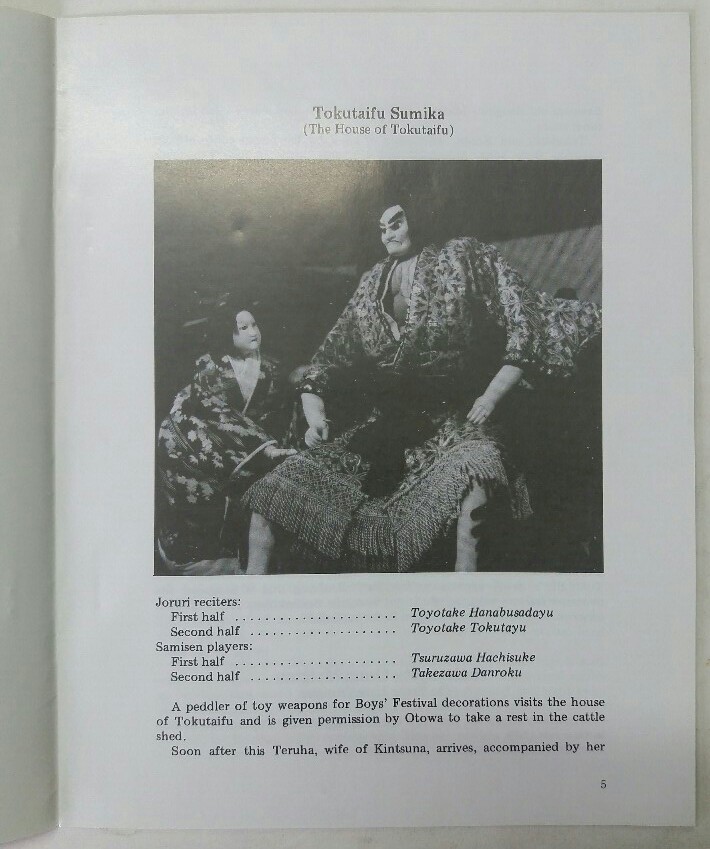 Tokutaifu Sumika
(The House of Tokutaifu)
Joruri reciters:
First half ...................... Toyotake Hanabusadayu
Second half .................... Toyotake Tokutayu
Samisen players:
First half ...................... Tsuruzawa Hachisuke
Second half .................... Takezawa Danroku
A peddler of toy weapons for Boys' Festival decorations visits the house
of Tokutaifu and is given permission by Otowa to take a rest in the cattle
shed.
Soon after this Teruha, wife of Kintsuna, arrives, accompanied by her
5